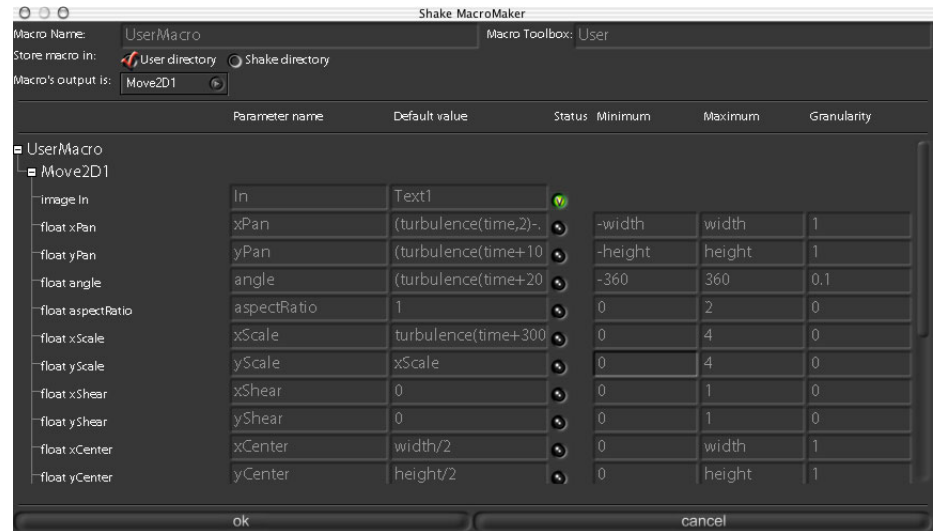 Shake MacroMaker
Macro Name: UserMacro Macro Toolbox: User
Store macro in: User directory Shake directory
Macro's output is: Move2D1
Parameter name Default value Status Minimum Maximum Granularity
UserMacro
Move2D1
image In In Text1
float xPan xPan (turbulence(time,2)-. -width width 1
float yPan yPan (turbulence(time+10 -height height 1
float angle angle (turbulence(time+20 -360 360 0.1
float aspectRatio aspectRatio 1 0 2 0
float xScale xScale turbulence(time+300 0 4 0
float yScale yScale xScale 0 4 0
float xShear xShear 0 0 1 0
float yShear yShear 0 0 1 0
float xCenter xCenter width/2 0 width 1
float yCenter yCenter height/2 0 height 1
ok cancel